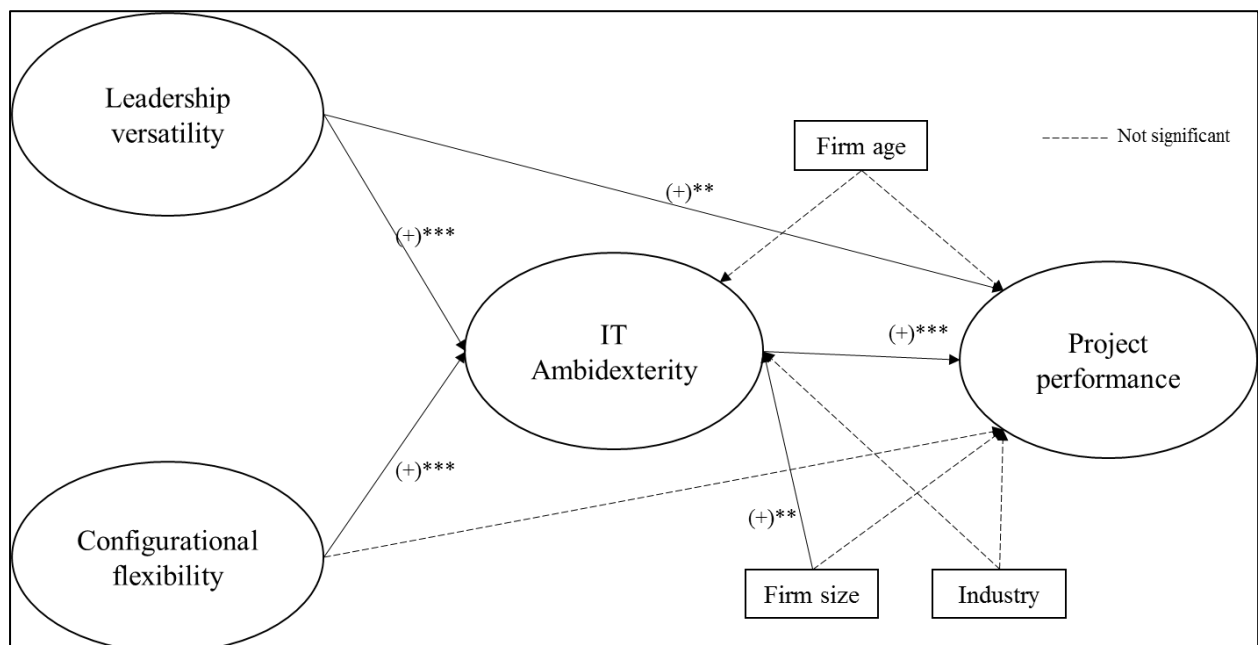 Leadership
versatility
Firm age
Not significant
(+)**
(+)***
IT
Ambidexterity
(+)***
Project
performance
(+)***
(+)**
Configurational
flexibility
Firm size
Industry